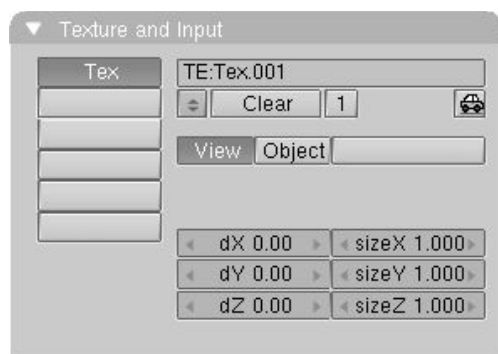 Texture and Input
Tex
TE:Tex.001
Clear 1
View Object
dX 0.00 sizeX 1.000
dY 0.00 sizeY 1.000
dZ 0.00 sizeZ 1.000